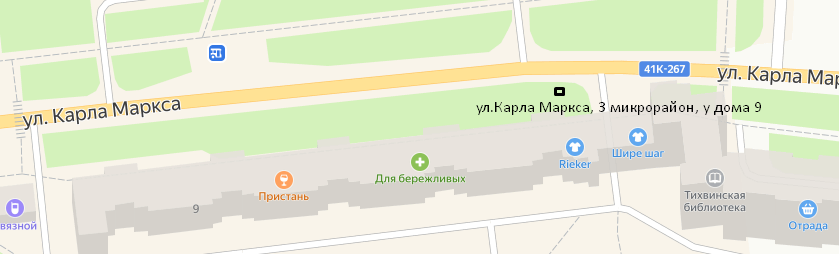 41К-267
ул. Карла Маркса
ул. Карла Мар
ул.Карла Маркса, 3 микрорайон, у дома 9
Шире шаг
Rieker
Для бережливых
Пристань
9
Тихвинская
библиотека
вязной
Отрада